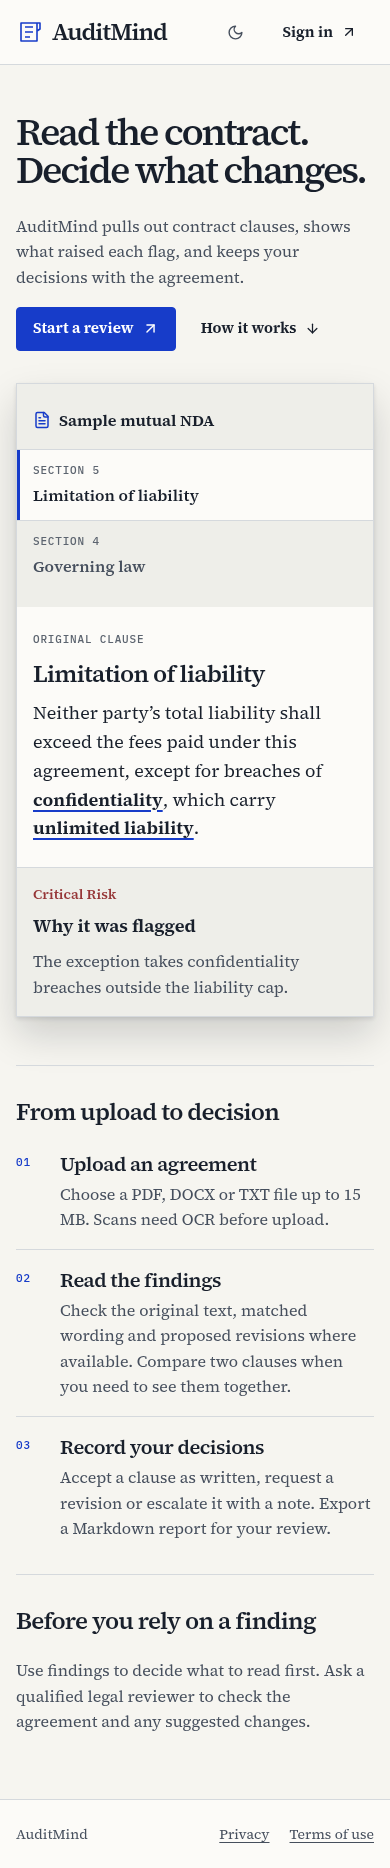 AuditMind
Sign in
Read the contract.
Decide what changes.
AuditMind pulls out contract clauses, shows
what raised each flag, and keeps your
decisions with the agreement.
Start a review
How it works
Sample mutual NDA
SECTION 5
Limitation of liability
SECTION 4
Governing law
ORIGINAL CLAUSE
Limitation of liability
Neither party’s total liability shall
exceed the fees paid under this
agreement, except for breaches of
confidentiality, which carry
unlimited liability.
Critical Risk
Why it was flagged
The exception takes confidentiality
breaches outside the liability cap.
From upload to decision
01
Upload an agreement
Choose a PDF, DOCX or TXT file up to 15
MB. Scans need OCR before upload.
02
Read the findings
Check the original text, matched
wording and proposed revisions where
available. Compare two clauses when
you need to see them together.
03
Record your decisions
Accept a clause as written, request a
revision or escalate it with a note. Export
a Markdown report for your review.
Before you rely on a finding
Use findings to decide what to read first. Ask a
qualified legal reviewer to check the
agreement and any suggested changes.
AuditMind
Privacy
Terms of use